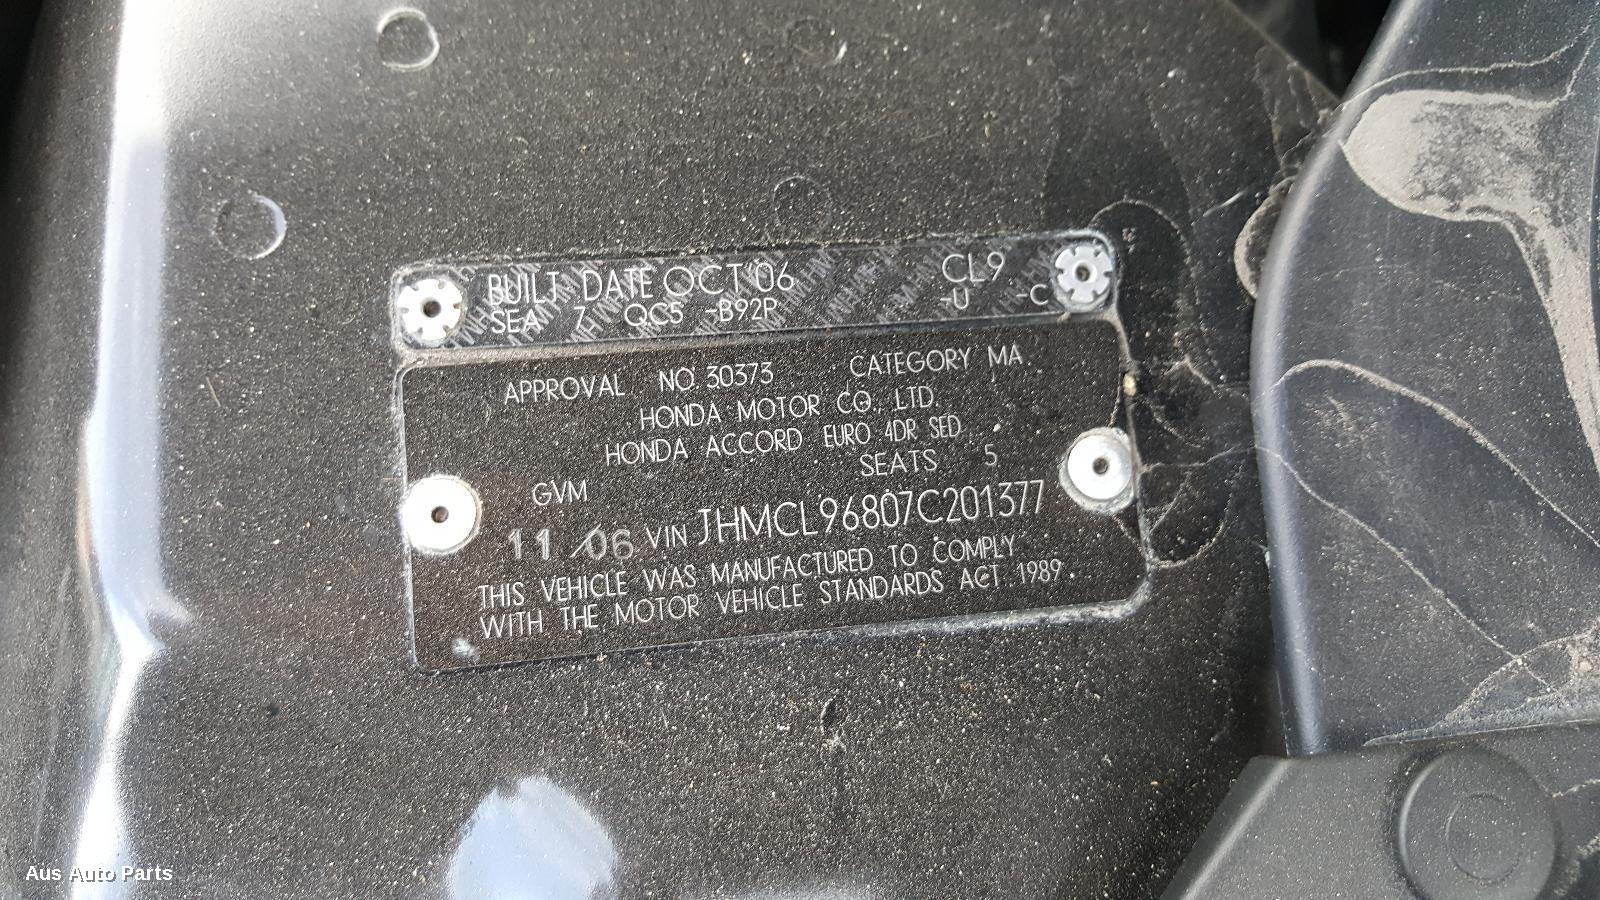 BUILT DATE OCT '06 CL9
SEA 7 QC5 -B92P -U -C
APPROVAL NO. 30373 CATEGORY MA
HONDA MOTOR CO., LTD.
HONDA ACCORD EURO 4DR SED
SEATS 5
GVM
11/06 VIN JHMCL96807C201377
THIS VEHICLE WAS MANUFACTURED TO COMPLY
WITH THE MOTOR VEHICLE STANDARDS ACT 1989.
Aus Auto Parts